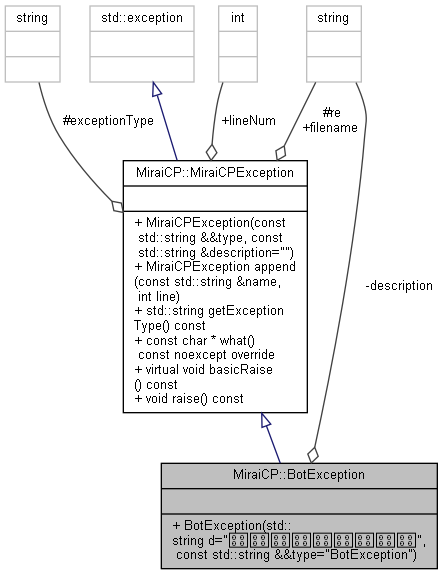 string
std::exception
int
string
#exceptionType
+lineNum
#re
+filename
MiraiCP::MiraiCPException
+ MiraiCPException(const
std::string &&type, const
std::string &description="")
+ MiraiCPException append
(const std::string &name,
int line)
+ std::string getException
Type() const
+ const char * what()
const noexcept override
+ virtual void basicRaise
() const
+ void raise() const
-description
MiraiCP::BotException
+ BotException(std::
string d="
",
const std::string &&type="BotException")